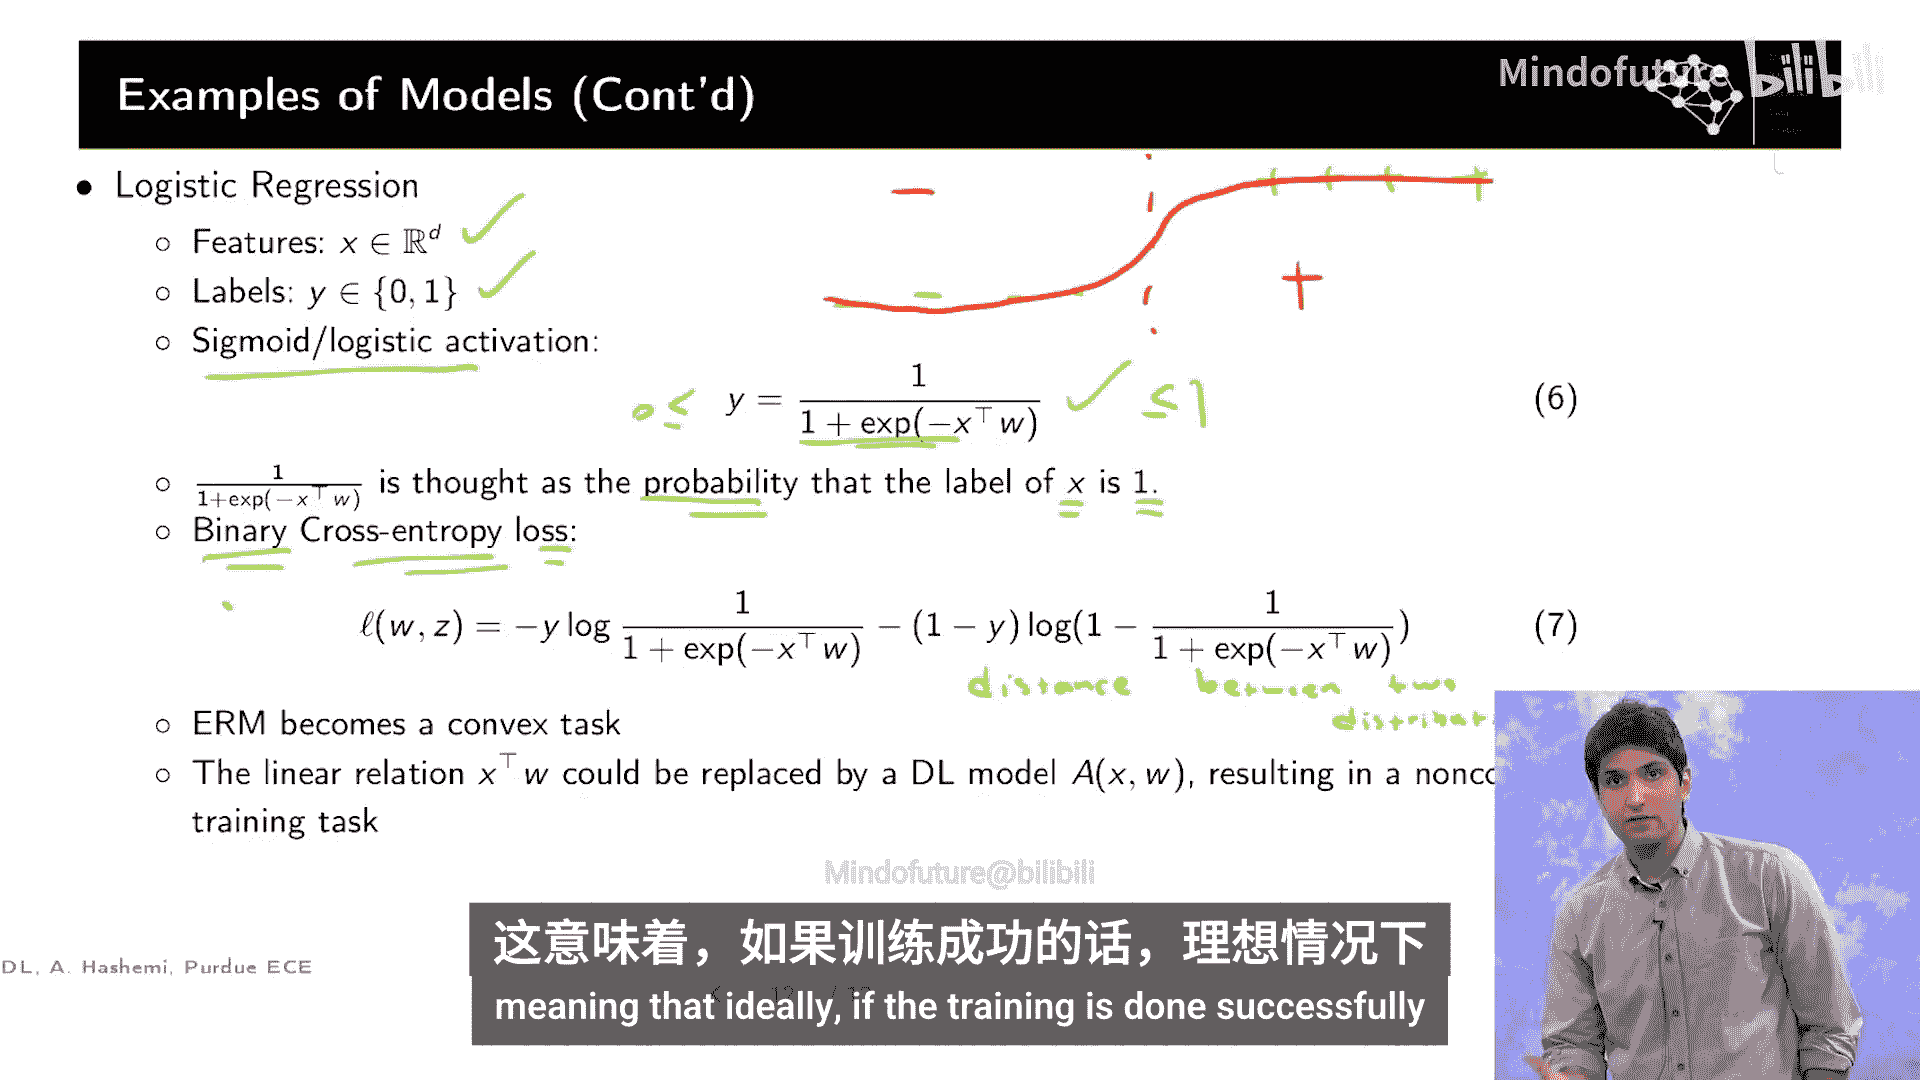 Examples of Models (Cont'd)
Mindofuture
bilibili
• Logistic Regression
○ Features: x ∈ ℝ^d
○ Labels: y ∈ {0, 1}
○ Sigmoid/logistic activation:
0 ≤ y = 1 / (1 + exp(−x^⊤ w)) ≤ 1 (6)
○ 1 / (1+exp(−x^⊤ w)) is thought as the probability that the label of x is 1.
○ Binary Cross-entropy loss:
ℓ(w, z) = −y log 1 / (1 + exp(−x^⊤ w)) − (1 − y) log(1 − 1 / (1 + exp(−x^⊤ w))) (7)
distance between two
distribut
○ ERM becomes a convex task
○ The linear relation x^⊤ w could be replaced by a DL model A(x, w), resulting in a nonco
training task
Mindofuture@bilibili
这意味着，如果训练成功的话，理想情况下
DL, A. Hashemi, Purdue ECE
meaning that ideally, if the training is done successfully